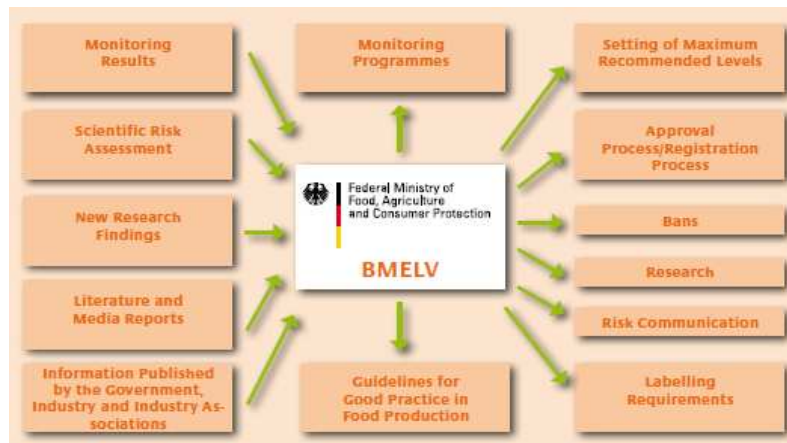 Monitoring
Results
Scientific Risk
Assessment
New Research
Findings
Literature and
Media Reports
Information Published
by the Government,
Industry and Industry As-
sociations
Monitoring
Programmes
Federal Ministry of
Food, Agriculture
and Consumer Protection
BMELV
Guidelines for
Good Practice in
Food Production
Setting of Maximum
Recommended Levels
Approval
Process/Registration
Process
Bans
Research
Risk Communication
Labelling
Requirements